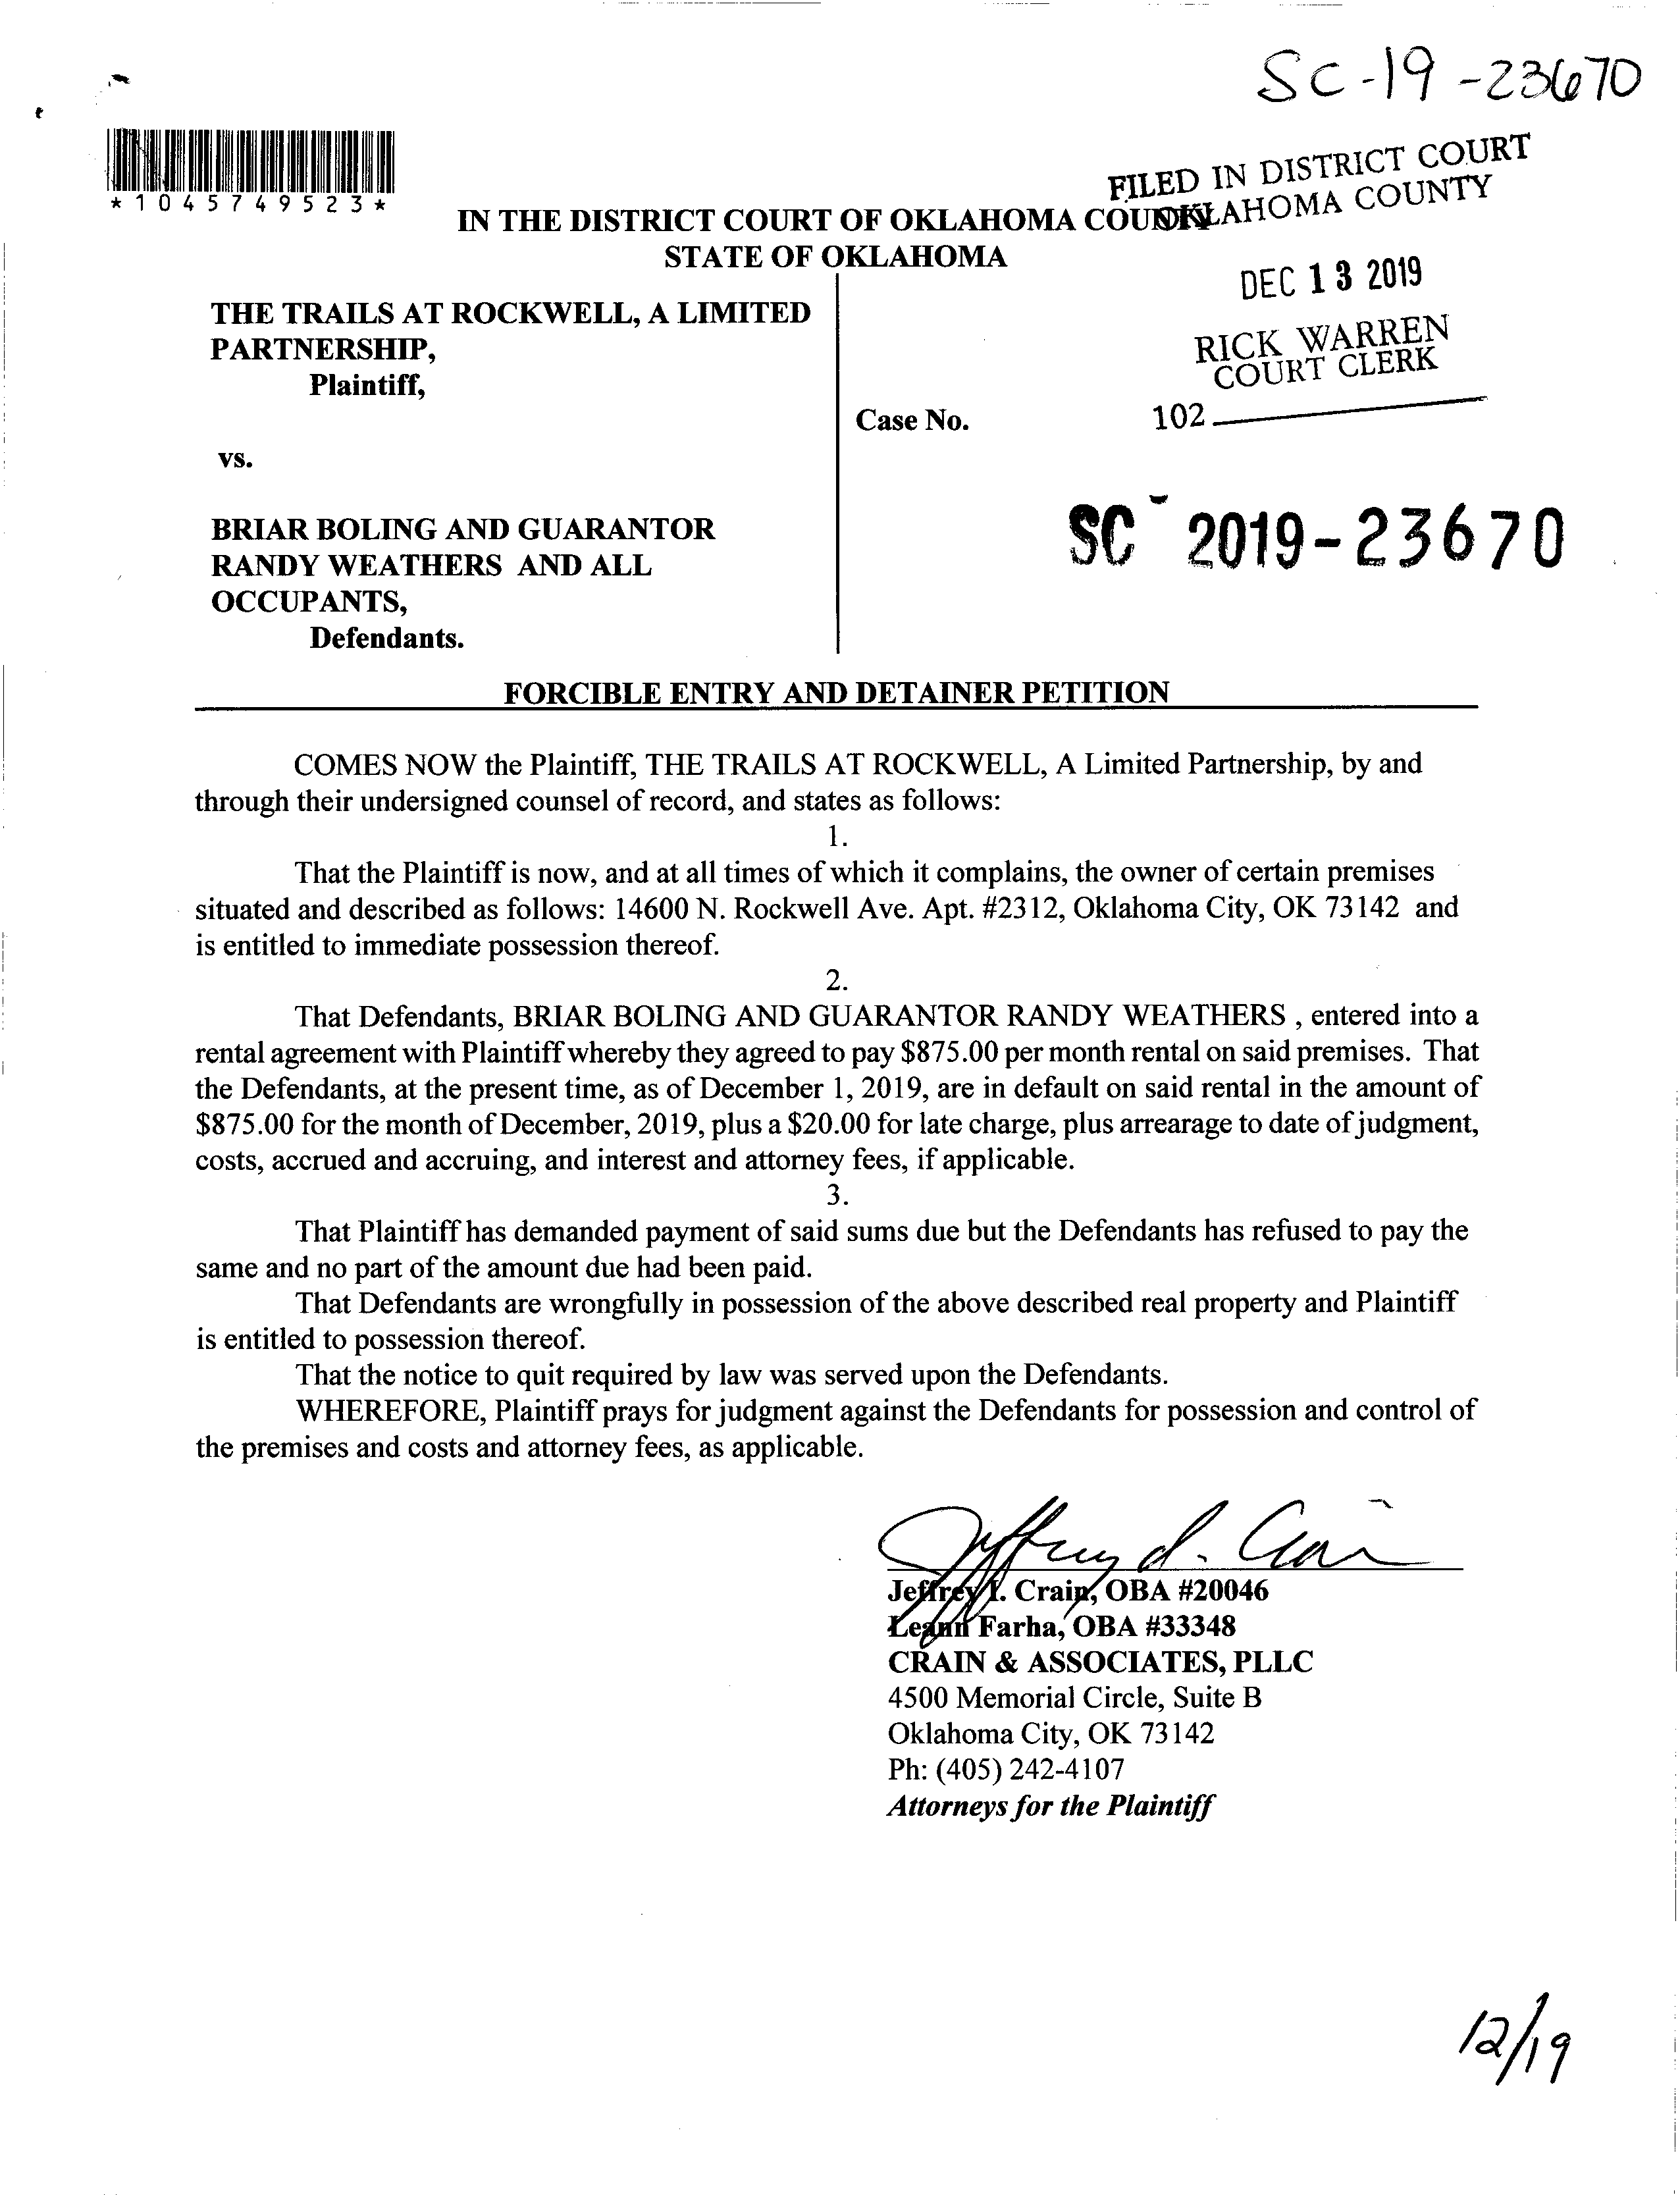 SC-19-23670
*1045749523*
FILED IN DISTRICT COURT
OKLAHOMA COUNTY
IN THE DISTRICT COURT OF OKLAHOMA COUNTY
STATE OF OKLAHOMA
DEC 13 2019
RICK WARREN
COURT CLERK
102
THE TRAILS AT ROCKWELL, A LIMITED
PARTNERSHIP,
Plaintiff,
Case No.
vs.
SC - 2019-23670
BRIAR BOLING AND GUARANTOR
RANDY WEATHERS AND ALL
OCCUPANTS,
Defendants.
FORCIBLE ENTRY AND DETAINER PETITION
COMES NOW the Plaintiff, THE TRAILS AT ROCKWELL, A Limited Partnership, by and
through their undersigned counsel of record, and states as follows:
1.
That the Plaintiff is now, and at all times of which it complains, the owner of certain premises
situated and described as follows: 14600 N. Rockwell Ave. Apt. #2312, Oklahoma City, OK 73142 and
is entitled to immediate possession thereof.
2.
That Defendants, BRIAR BOLING AND GUARANTOR RANDY WEATHERS , entered into a
rental agreement with Plaintiff whereby they agreed to pay $875.00 per month rental on said premises. That
the Defendants, at the present time, as of December 1, 2019, are in default on said rental in the amount of
$875.00 for the month of December, 2019, plus a $20.00 for late charge, plus arrearage to date of judgment,
costs, accrued and accruing, and interest and attorney fees, if applicable.
3.
That Plaintiff has demanded payment of said sums due but the Defendants has refused to pay the
same and no part of the amount due had been paid.
That Defendants are wrongfully in possession of the above described real property and Plaintiff
is entitled to possession thereof.
That the notice to quit required by law was served upon the Defendants.
WHEREFORE, Plaintiff prays for judgment against the Defendants for possession and control of
the premises and costs and attorney fees, as applicable.
Jeffrey I. Crain, OBA #20046
Leann Farha, OBA #33348
CRAIN & ASSOCIATES, PLLC
4500 Memorial Circle, Suite B
Oklahoma City, OK 73142
Ph: (405) 242-4107
Attorneys for the Plaintiff
12/19